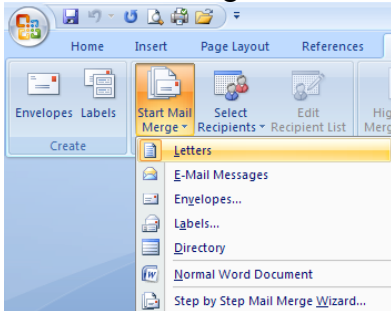 Home Insert Page Layout References
Envelopes Labels Start Mail Merge Select Recipients Edit Recipient List
Create
Letters
E-Mail Messages
Envelopes...
Labels...
Directory
Normal Word Document
Step by Step Mail Merge Wizard...